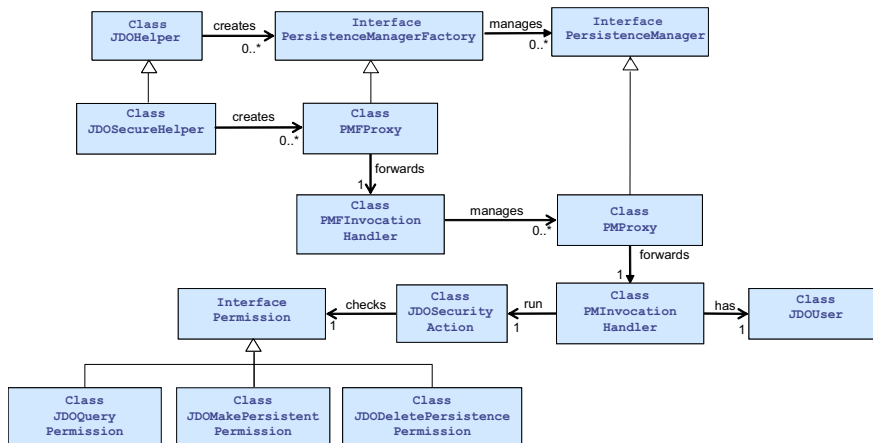 Class
JDOHelper
creates
0..*
Interface
PersistenceManagerFactory
manages
0..*
Interface
PersistenceManager
Class
JDOSecureHelper
creates
0..*
Class
PMFProxy
forwards
1
Class
PMFInvocation
Handler
manages
0..*
Class
PMProxy
forwards
1
Interface
Permission
checks
1
Class
JDOSecurity
Action
run
1
Class
PMInvocation
Handler
has
1
Class
JDOUser
Class
JDOQuery
Permission
Class
JDOMakePersistent
Permission
Class
JDODeletePersistence
Permission